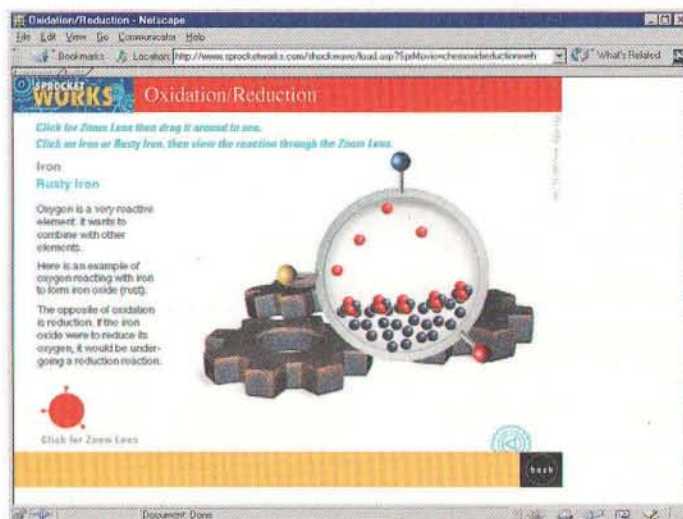 Oxidation/Reduction - Netscape
File Edit View Go Communicator Help
Bookmarks Location: http://www.sprocketworks.com/shockwave/load.asp?SprMovie=chemoxidreductionweb What's Related
SPROCKET
WORKS
Oxidation/Reduction
Click for Zoom Lens then drag it around to see.
Click on Iron or Rusty Iron, then view the reaction through the Zoom Lens.
Iron
Rusty Iron
Oxygen is a very reactive
element. It wants to
combine with other
elements.
Here is an example of
oxygen reacting with iron
to form iron oxide (rust).
The opposite of oxidation
is reduction. If the iron
oxide were to reduce its
oxygen, it would be under-
going a reduction reaction.
Click for Zoom Lens
back
Document: Done